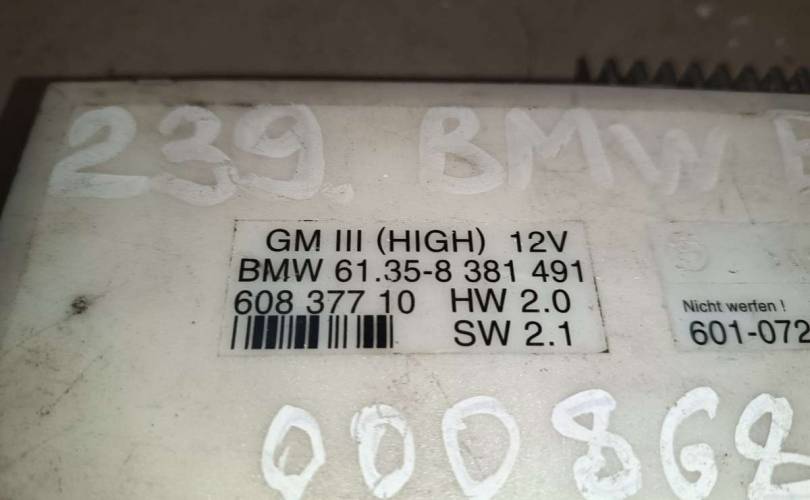 239. BMW E
GM III (HIGH) 12V
BMW 61.35-8 381 491
608 377 10 HW 2.0
SW 2.1
Nicht werfen !
601-072
000868